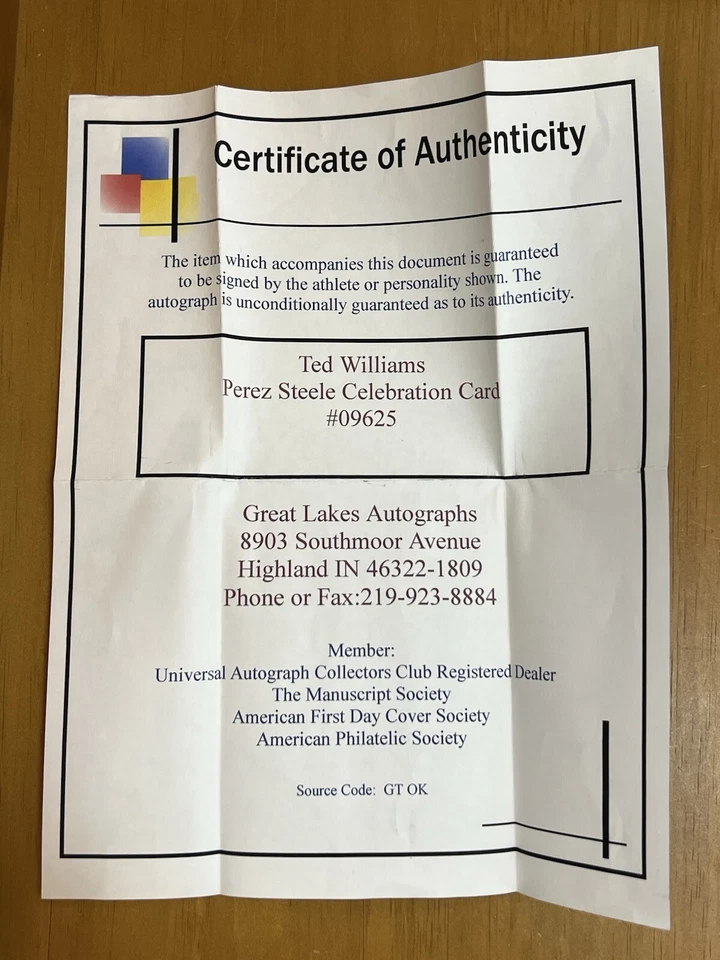 Certificate of Authenticity
The item which accompanies this document is guaranteed
to be signed by the athlete or personality shown. The
autograph is unconditionally guaranteed as to its authenticity.
Ted Williams
Perez Steele Celebration Card
#09625
Great Lakes Autographs
8903 Southmoor Avenue
Highland IN 46322-1809
Phone or Fax:219-923-8884
Member:
Universal Autograph Collectors Club Registered Dealer
The Manuscript Society
American First Day Cover Society
American Philatelic Society
Source Code: GT OK